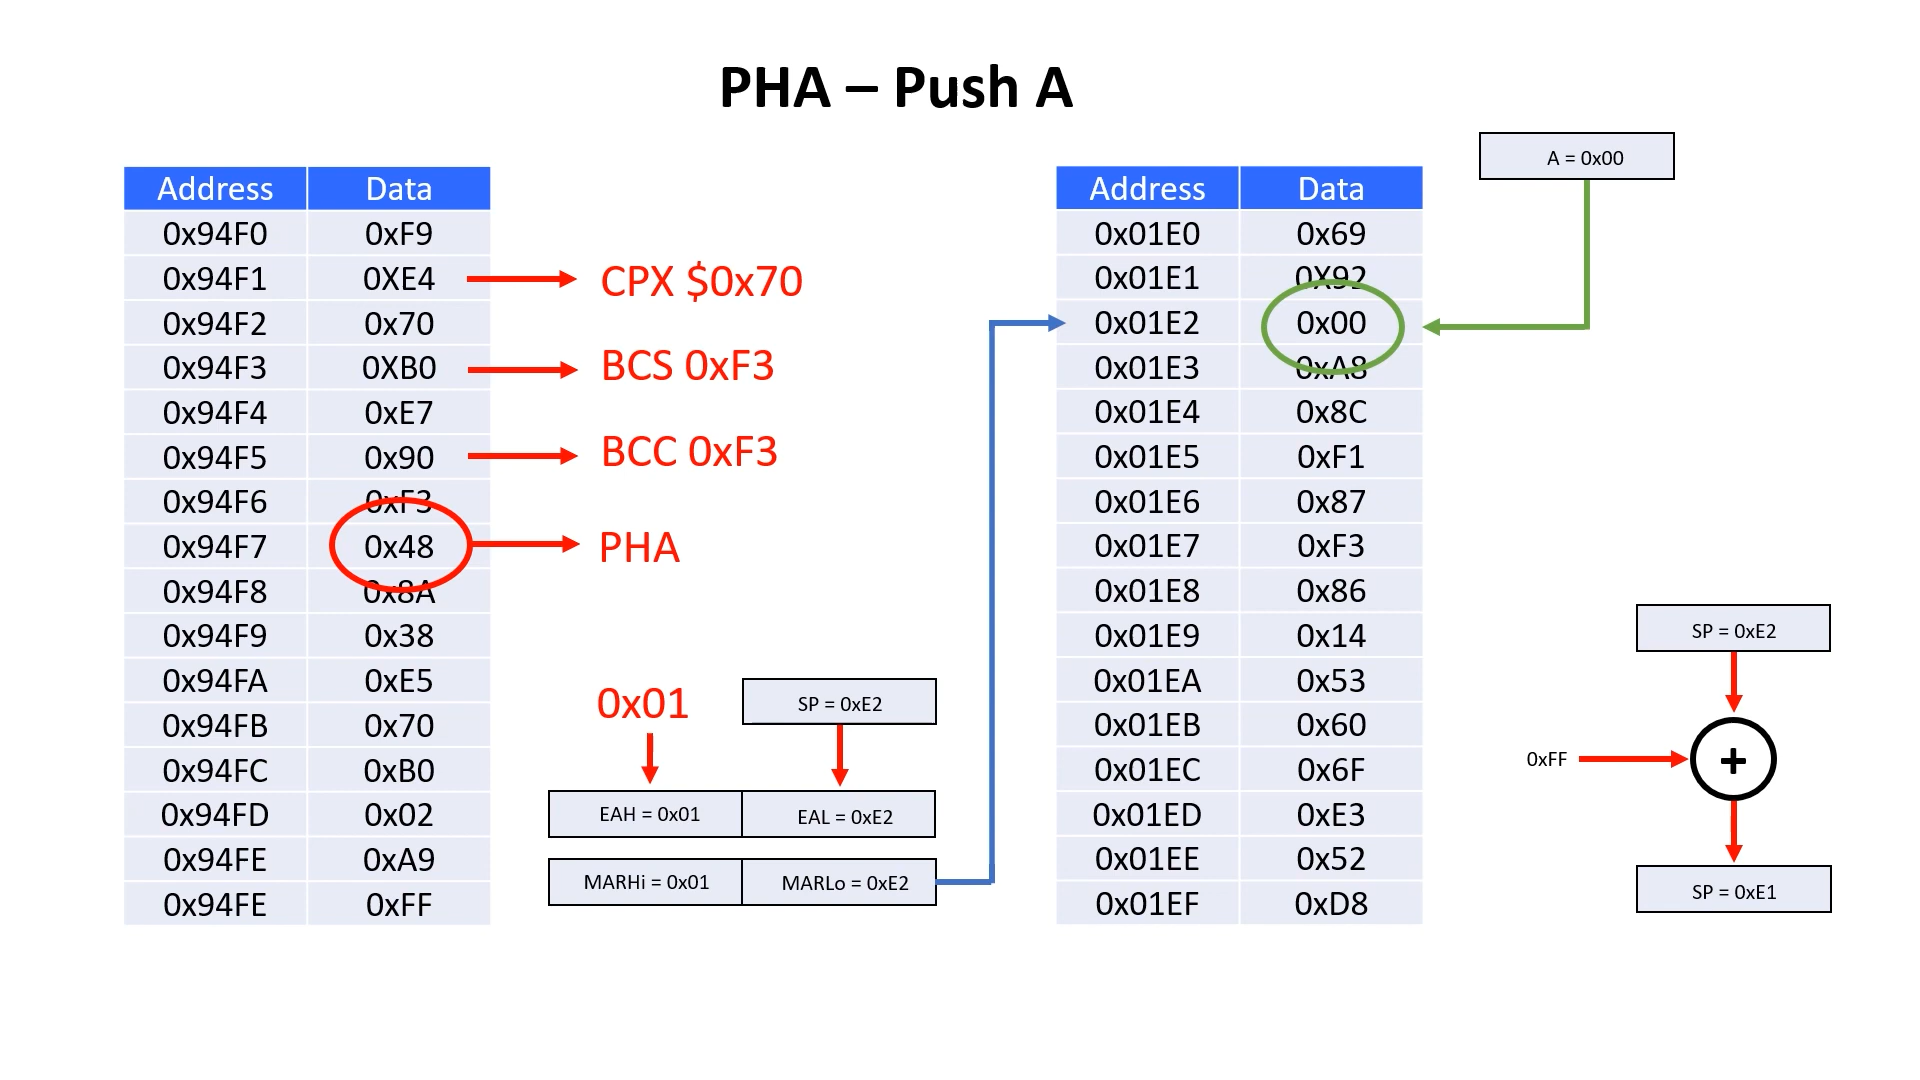 PHA – Push A
Address Data
0x94F0 0xF9
0x94F1 0XE4
0x94F2 0x70
0x94F3 0XB0
0x94F4 0xE7
0x94F5 0x90
0x94F6 0xF3
0x94F7 0x48
0x94F8 0x8A
0x94F9 0x38
0x94FA 0xE5
0x94FB 0x70
0x94FC 0xB0
0x94FD 0x02
0x94FE 0xA9
0x94FE 0xFF
CPX $0x70
BCS 0xF3
BCC 0xF3
PHA
0x01
SP = 0xE2
EAH = 0x01 EAL = 0xE2
MARHi = 0x01 MARLo = 0xE2
Address Data
0x01E0 0x69
0x01E1 0X92
0x01E2 0x00
0x01E3 0xA8
0x01E4 0x8C
0x01E5 0xF1
0x01E6 0x87
0x01E7 0xF3
0x01E8 0x86
0x01E9 0x14
0x01EA 0x53
0x01EB 0x60
0x01EC 0x6F
0x01ED 0xE3
0x01EE 0x52
0x01EF 0xD8
A = 0x00
SP = 0xE2
0xFF
+
SP = 0xE1